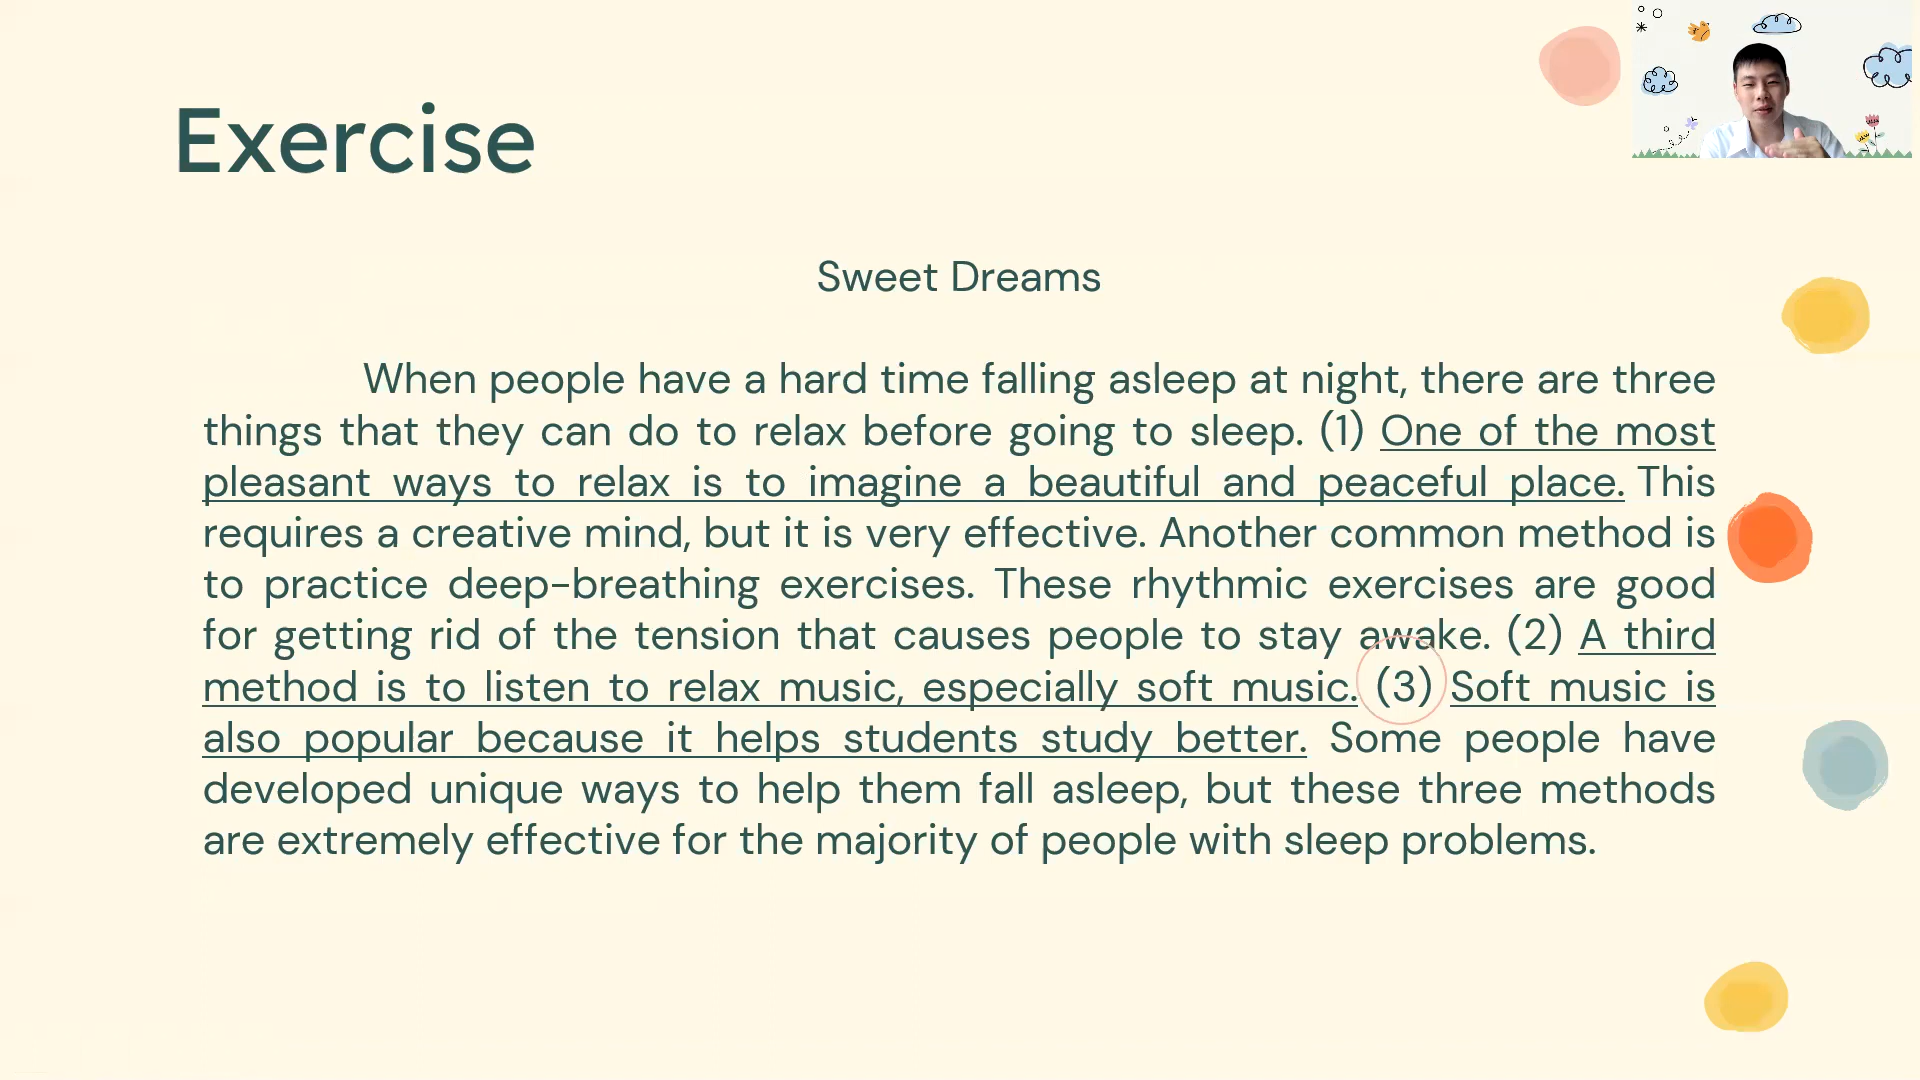 Exercise
Sweet Dreams
When people have a hard time falling asleep at night, there are three
things that they can do to relax before going to sleep. (1) One of the most
pleasant ways to relax is to imagine a beautiful and peaceful place. This
requires a creative mind, but it is very effective. Another common method is
to practice deep-breathing exercises. These rhythmic exercises are good
for getting rid of the tension that causes people to stay awake. (2) A third
method is to listen to relax music, especially soft music. (3) Soft music is
also popular because it helps students study better. Some people have
developed unique ways to help them fall asleep, but these three methods
are extremely effective for the majority of people with sleep problems.